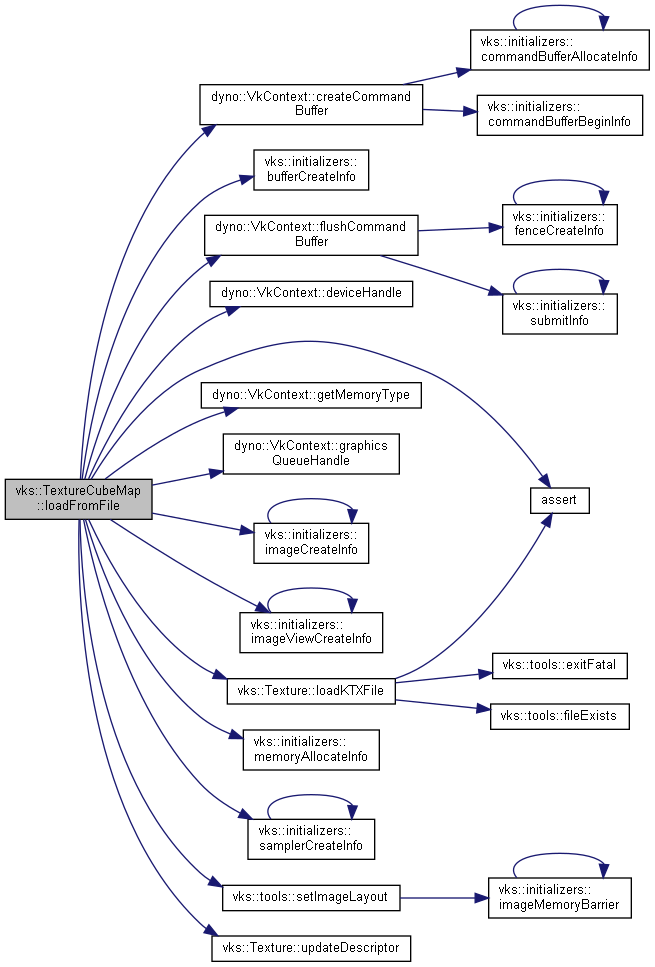 vks::initializers::
commandBufferAllocateInfo
dyno::VkContext::createCommand
Buffer
vks::initializers::
commandBufferBeginInfo
vks::initializers::
bufferCreateInfo
dyno::VkContext::flushCommand
Buffer
vks::initializers::
fenceCreateInfo
dyno::VkContext::deviceHandle
vks::initializers::
submitInfo
dyno::VkContext::getMemoryType
dyno::VkContext::graphics
QueueHandle
vks::TextureCubeMap
::loadFromFile
assert
vks::initializers::
imageCreateInfo
vks::initializers::
imageViewCreateInfo
vks::Texture::loadKTXFile
vks::tools::exitFatal
vks::tools::fileExists
vks::initializers::
memoryAllocateInfo
vks::initializers::
samplerCreateInfo
vks::tools::setImageLayout
vks::initializers::
imageMemoryBarrier
vks::Texture::updateDescriptor